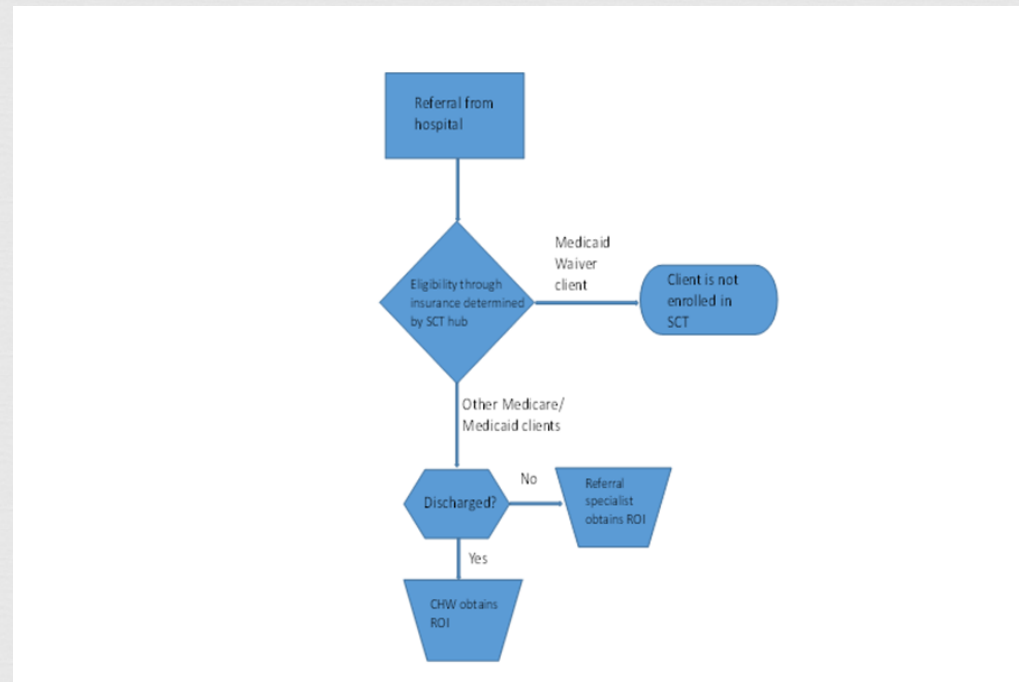 Referral from
hospital
Medicaid
Waiver
client
Client is not
enrolled in
SCT
Eligibility through
insurance determined
by SCT hub
Other Medicare/
Medicaid clients
Discharged?
No
Referral
specialist
obtains ROI
Yes
CHW obtains
ROI